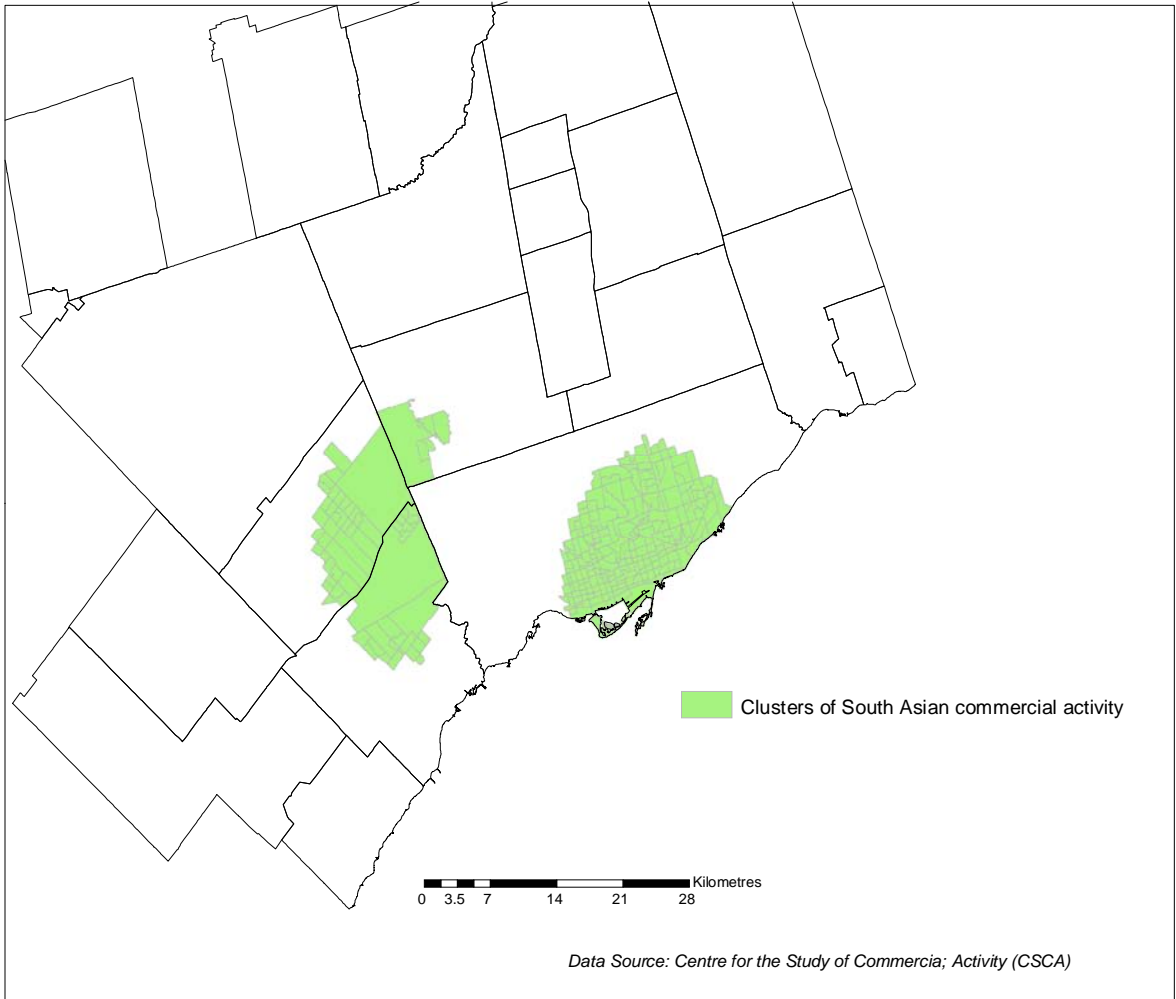 Clusters of South Asian commercial activity
Kilometres
0 3.5 7 14 21 28
Data Source: Centre for the Study of Commercia; Activity (CSCA)